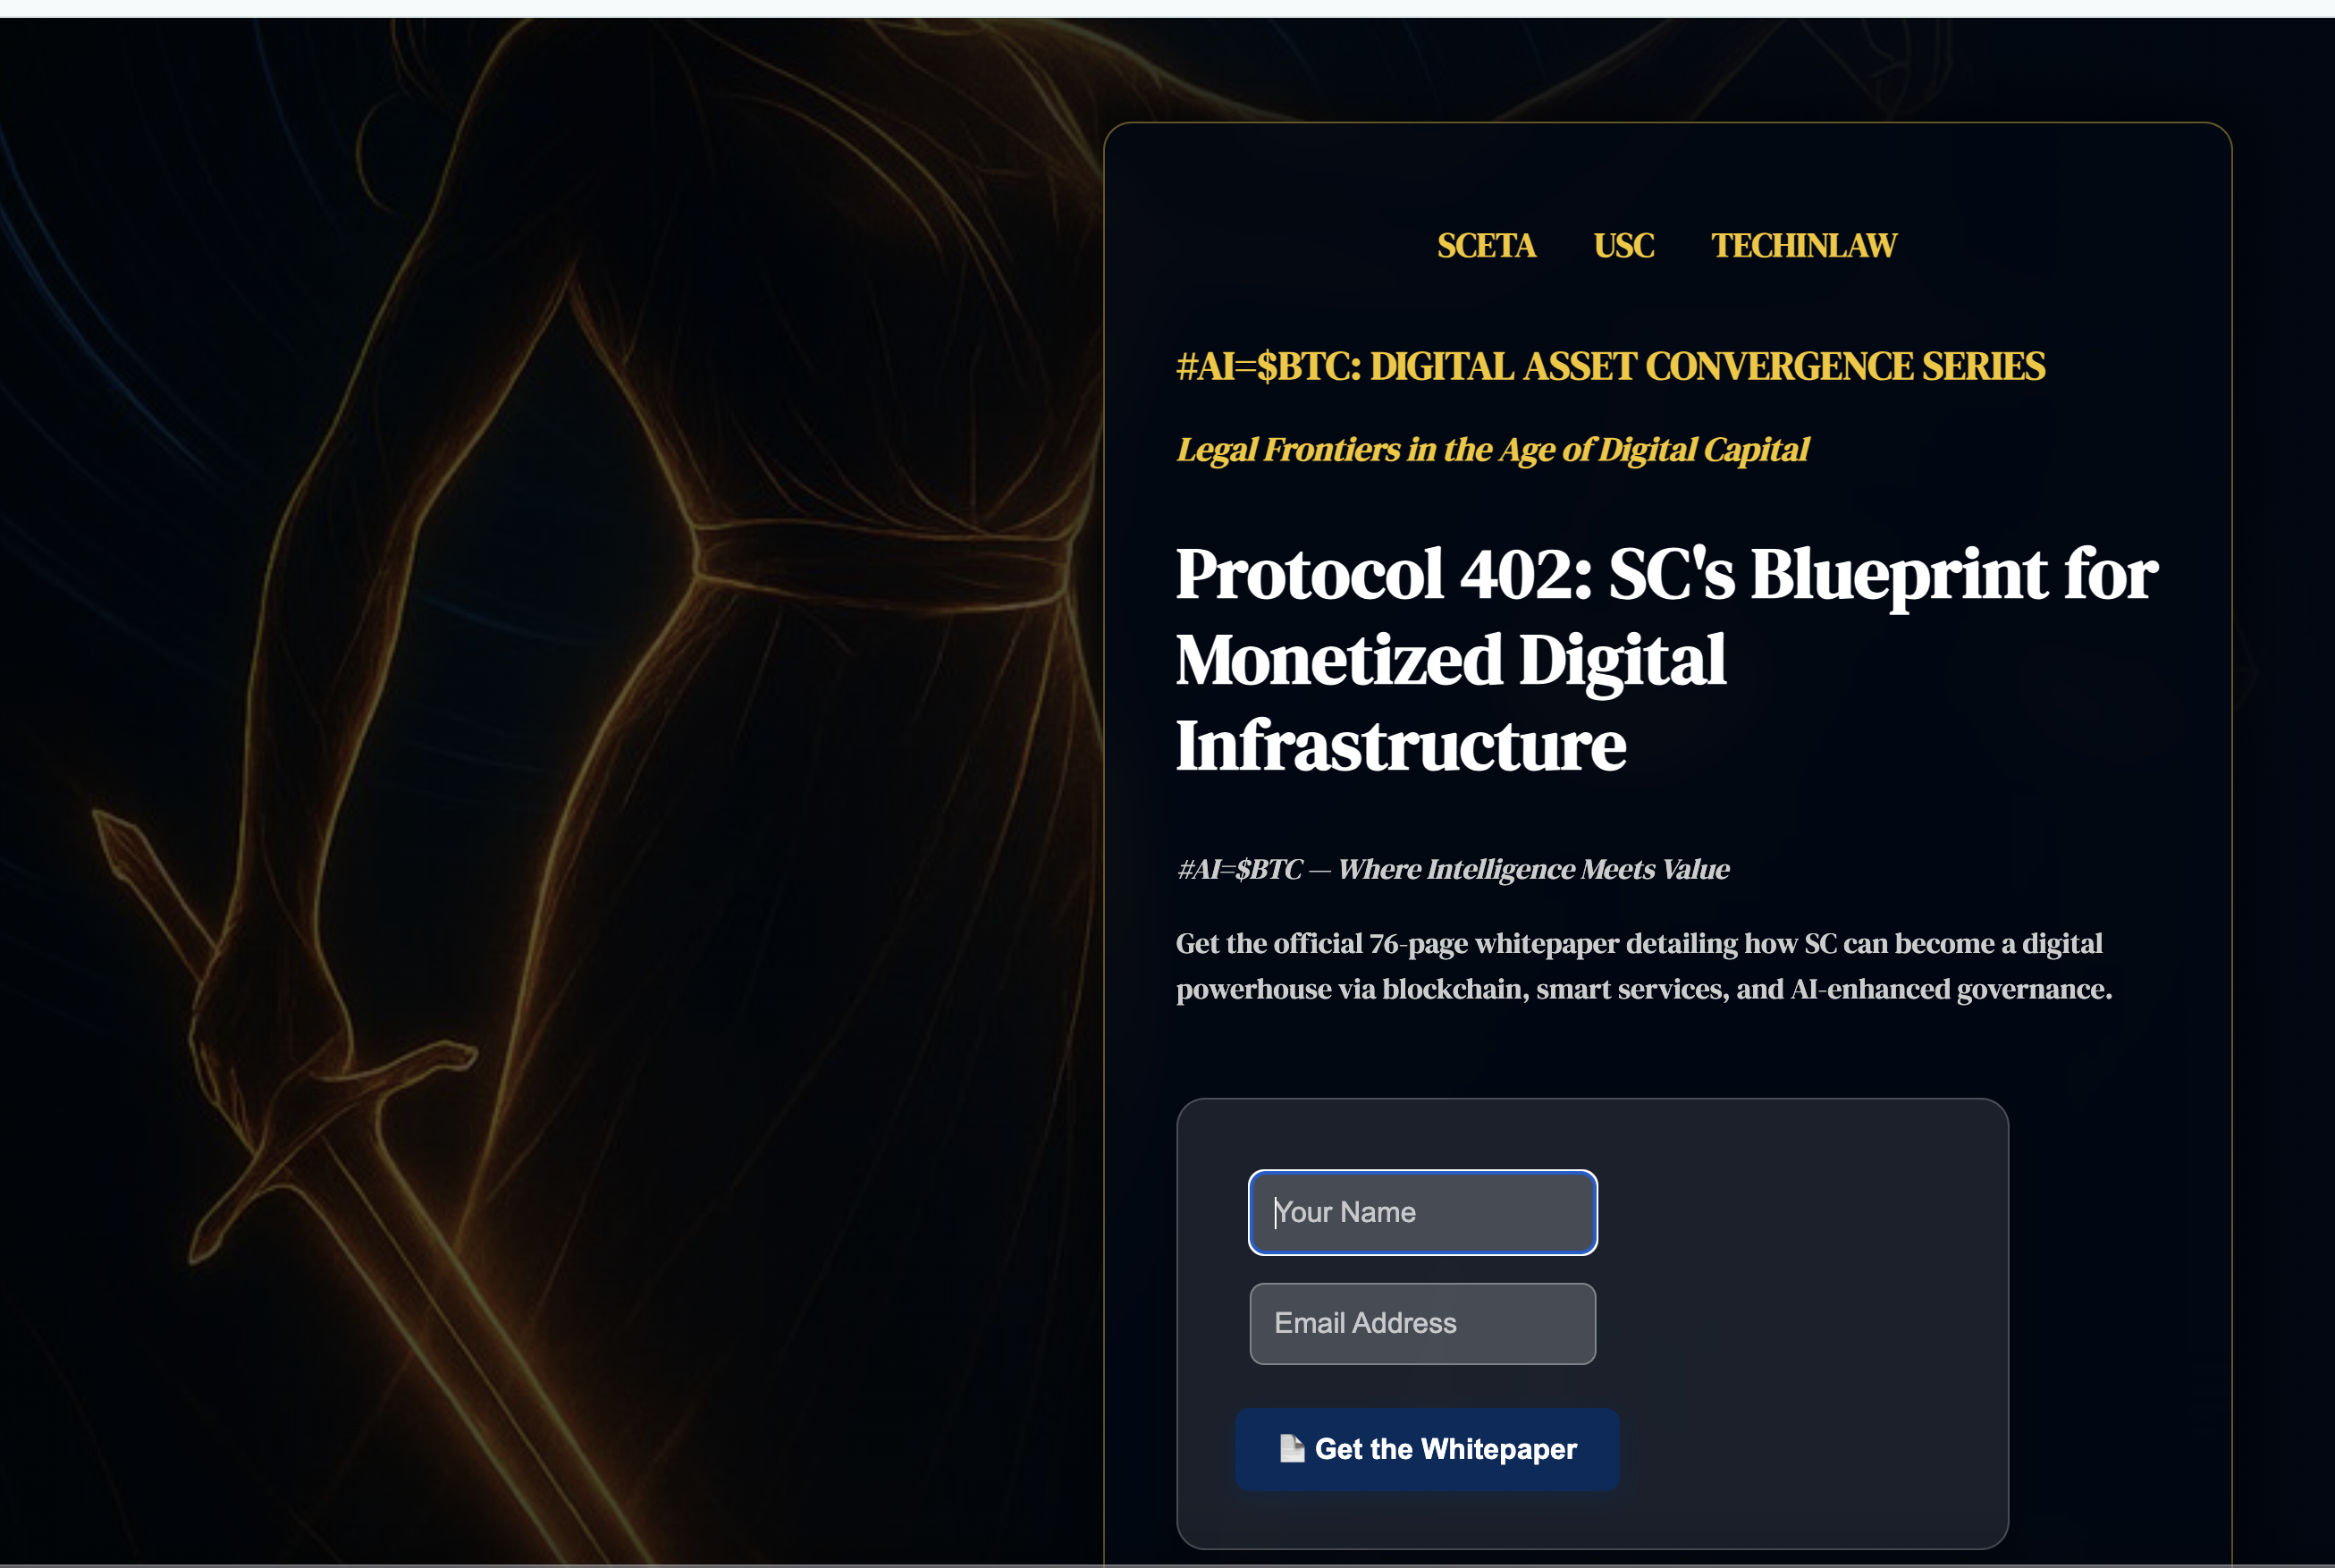 SCETA USC TECHINLAW
#AI=$BTC: DIGITAL ASSET CONVERGENCE SERIES
Legal Frontiers in the Age of Digital Capital
Protocol 402: SC's Blueprint for
Monetized Digital
Infrastructure
#AI=$BTC — Where Intelligence Meets Value
Get the official 76-page whitepaper detailing how SC can become a digital
powerhouse via blockchain, smart services, and AI-enhanced governance.
Your Name
Email Address
Get the Whitepaper